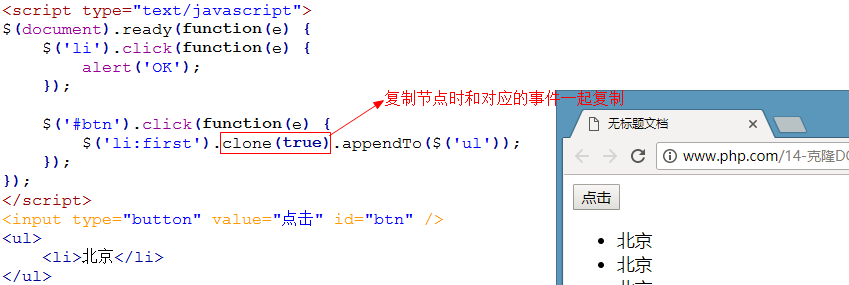 <script type="text/javascript">
$(document).ready(function(e) {
    $('li').click(function(e) {
        alert('OK');
    });
复制节点时和对应的事件一起复制
    $('#btn').click(function(e) {
        $('li:first').clone(true).appendTo($('ul'));
    });
});
</script>
<input type="button" value="点击" id="btn" />
<ul>
    <li>北京</li>
</ul>
无标题文档
www.php.com/14-克隆DO
点击
北京
北京